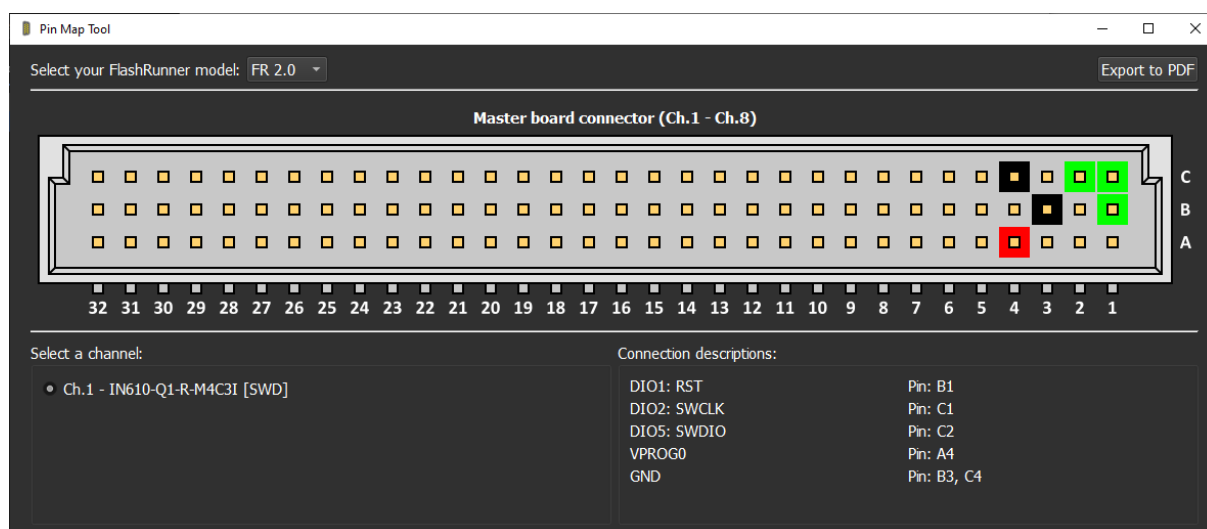 Pin Map Tool
Select your FlashRunner model: FR 2.0
Export to PDF
Master board connector (Ch.1 - Ch.8)
C
B
A
32 31 30 29 28 27 26 25 24 23 22 21 20 19 18 17 16 15 14 13 12 11 10 9 8 7 6 5 4 3 2 1
Select a channel:
Ch.1 - IN610-Q1-R-M4C3I [SWD]
Connection descriptions:
DIO1: RST Pin: B1
DIO2: SWCLK Pin: C1
DIO5: SWDIO Pin: C2
VPROG0 Pin: A4
GND Pin: B3, C4